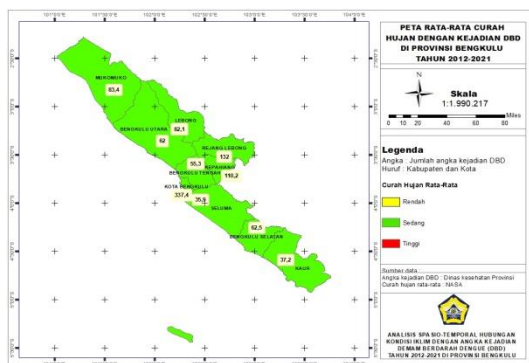 PETA RATA-RATA CURAH
HUJAN DENGAN KEJADIAN DBD
DI PROVINSI BENGKULU
TAHUN 2012-2021
N
Skala
1:1.990.217
Miles
0 10 20 40 60 80
Legenda
Angka : Jumlah angka kejadian DBD
Huruf : Kabupaten dan Kota
Curah Hujan Rata-Rata
Rendah
Sedang
Tinggi
Sumber data
Angka kejadian DBD : Dinas kesehatan Provinsi
Curah hujan rata-rata : NASA
ANALISIS SPASIO-TEMPORAL HUBUNGAN
KONDISI IKLIM DENGAN ANGKA KEJADIAN
DEMAM BERDARAH DENGUE (DBD)
TAHUN 2012-2021 DI PROVINSI BENGKULU
MUKOMUKO
83,4
LEBONG
82,1
BENGKULU UTARA
62
REJANG LEBONG
132
KEPAHIANG
110,2
55,3
BENGKULU TENGAH
KOTA BENGKULU
337,4
35,9
SELUMA
62,5
BENGKULU SELATAN
37,2
KAUR